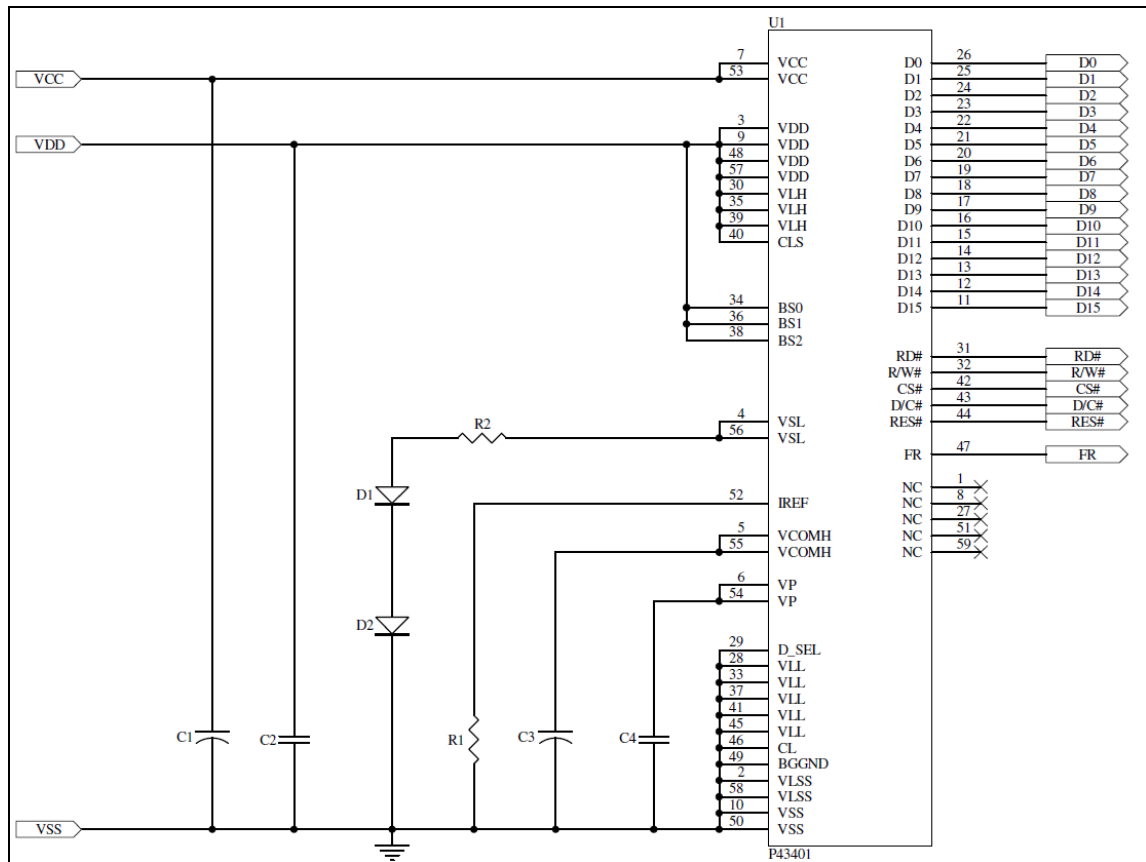 U1
7 VCC D0 26 D0
VCC 53 VCC D1 25 D1
D2 24 D2
D3 23 D3
3 VDD D4 22 D4
VDD 9 VDD D5 21 D5
48 VDD D6 20 D6
57 VDD D7 19 D7
30 VLH D8 18 D8
35 VLH D9 17 D9
39 VLH D10 16 D10
40 CLS D11 15 D11
D12 14 D12
D13 13 D13
D14 12 D14
34 BS0 D15 11 D15
36 BS1
38 BS2
RD# 31 RD#
R/W# 32 R/W#
CS# 42 CS#
D/C# 43 D/C#
4 VSL RES# 44 RES#
R2 56 VSL
FR 47 FR
NC 1
D1 52 IREF NC 8
NC 27
5 VCOMH NC 51
55 VCOMH NC 59
6 VP
54 VP
D2
29 D_SEL
28 VLL
33 VLL
37 VLL
41 VLL
C1 C2 R1 C3 C4 45 VLL
46 CL
49 BGGND
2 VLSS
58 VLSS
10 VSS
VSS 50 VSS
P43401